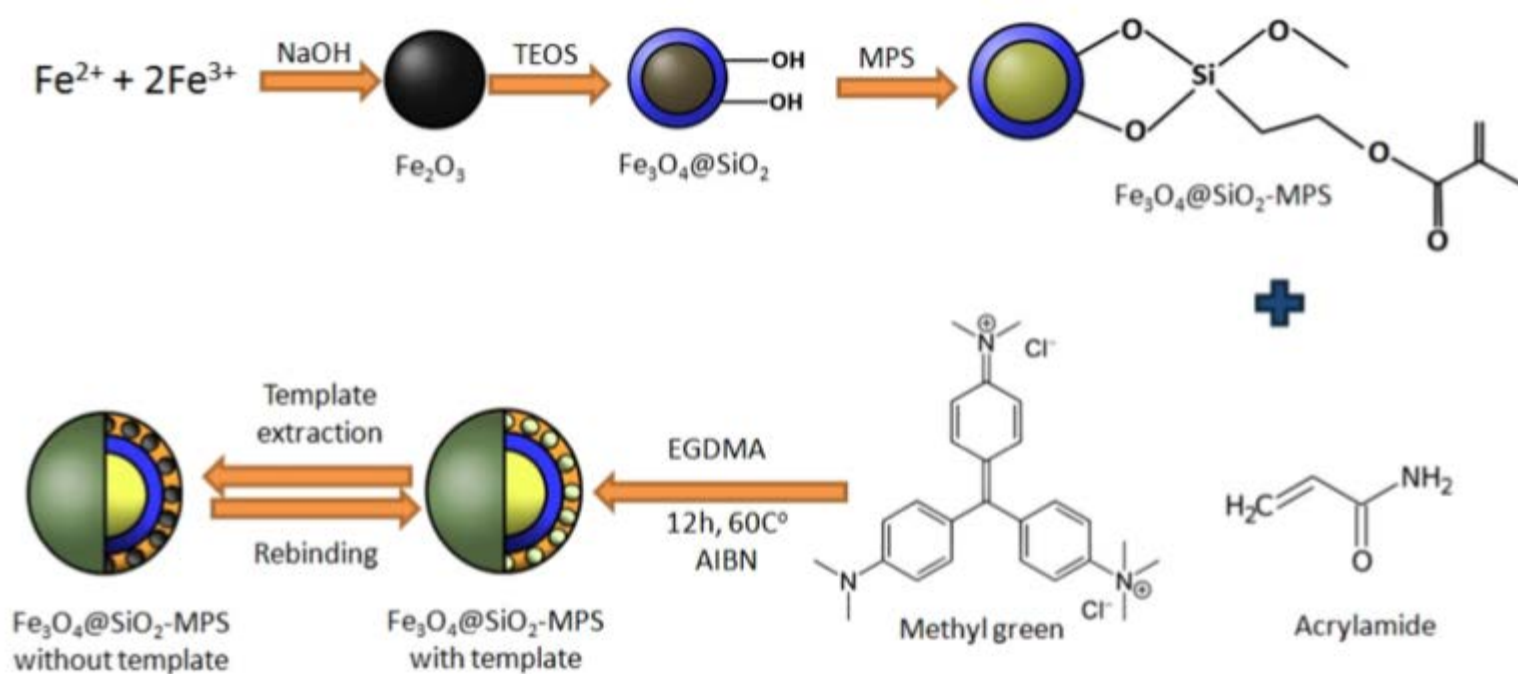 Fe²⁺ + 2Fe³⁺
NaOH
Fe₂O₃
TEOS
OH
OH
Fe₃O₄@SiO₂
MPS
O
O
Si
O
O
O
Fe₃O₄@SiO₂-MPS
Template
extraction
Rebinding
Fe₃O₄@SiO₂-MPS
without template
Fe₃O₄@SiO₂-MPS
with template
EGDMA
12h, 60Cº
AIBN
N⊕
Cl⁻
N
N⊕
Cl⁻
Methyl green
H₂C
NH₂
O
Acrylamide